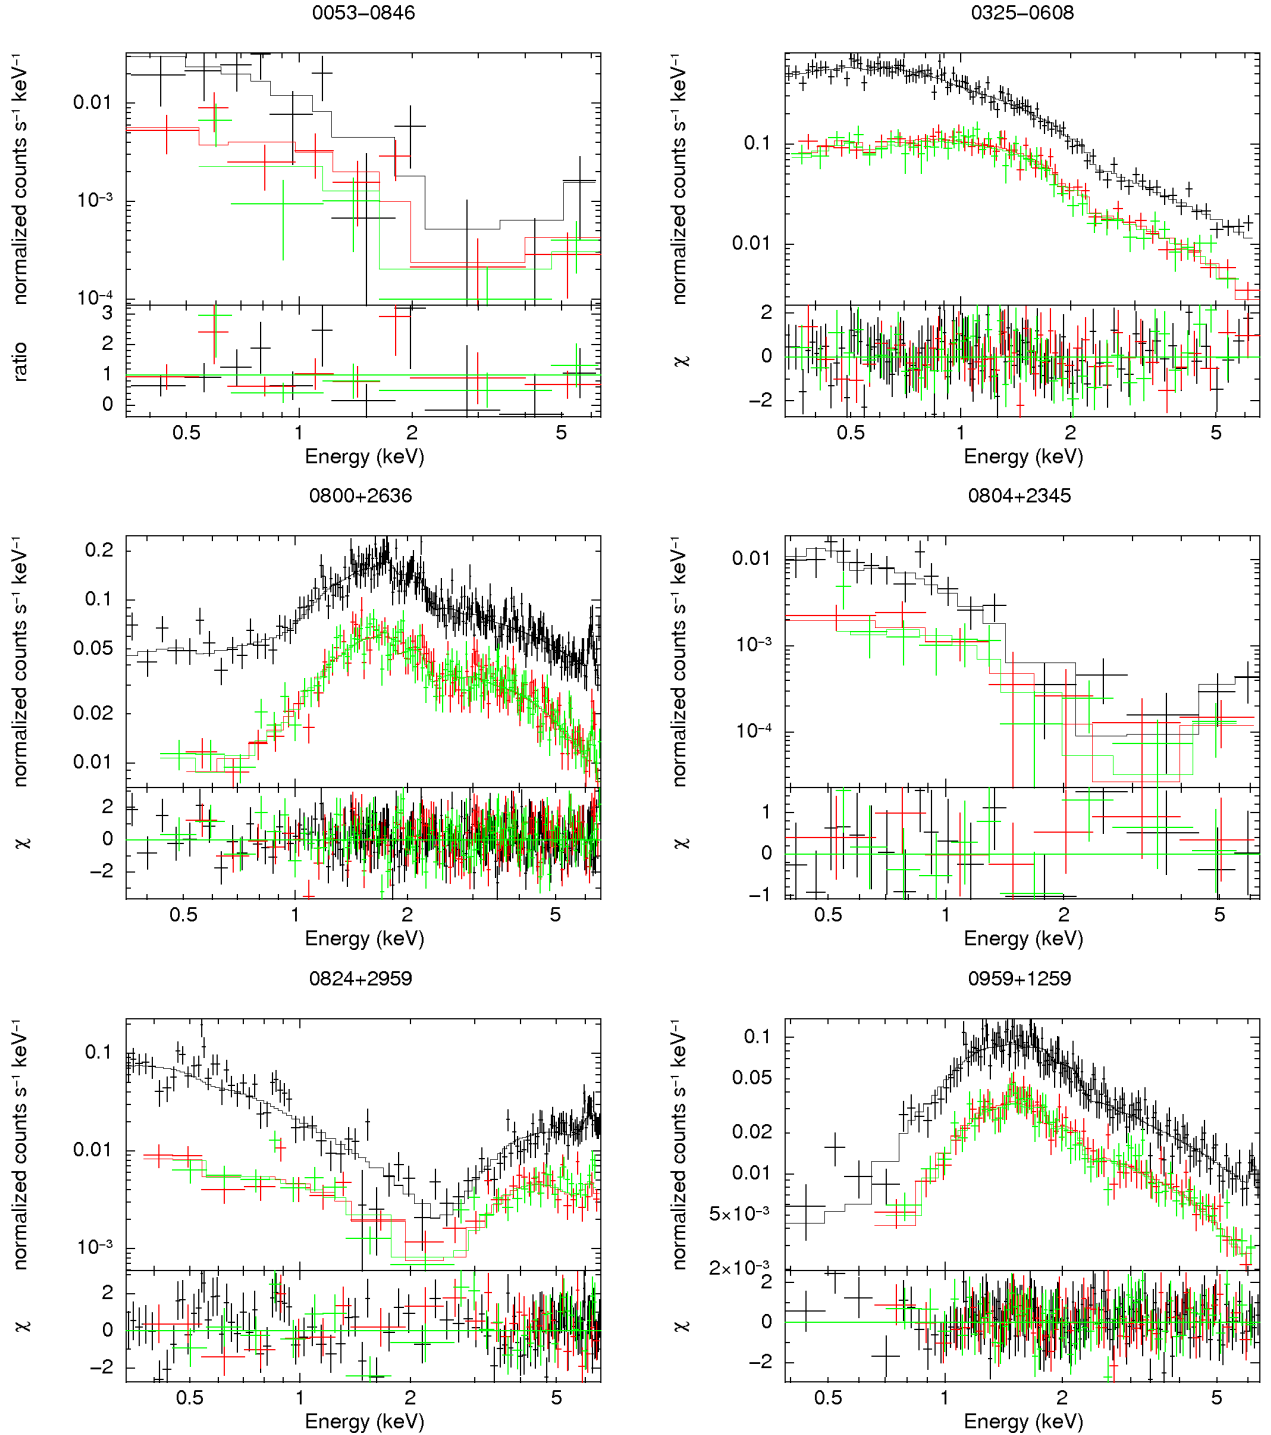 0053−0846
normalized counts s⁻¹ keV⁻¹
0.01
10⁻³
10⁻⁴
ratio
3
2
1
0
0.5 1 2 5
Energy (keV)
0325−0608
normalized counts s⁻¹ keV⁻¹
0.1
0.01
χ
2
0
−2
0.5 1 2 5
Energy (keV)
0800+2636
normalized counts s⁻¹ keV⁻¹
0.2
0.1
0.05
0.02
0.01
χ
2
0
−2
0.5 1 2 5
Energy (keV)
0804+2345
normalized counts s⁻¹ keV⁻¹
0.01
10⁻³
10⁻⁴
χ
1
0
−1
0.5 1 2 5
Energy (keV)
0824+2959
normalized counts s⁻¹ keV⁻¹
0.1
0.01
10⁻³
χ
2
0
−2
0.5 1 2 5
Energy (keV)
0959+1259
normalized counts s⁻¹ keV⁻¹
0.1
0.05
0.02
0.01
5×10⁻³
2×10⁻³
χ
2
0
−2
0.5 1 2 5
Energy (keV)